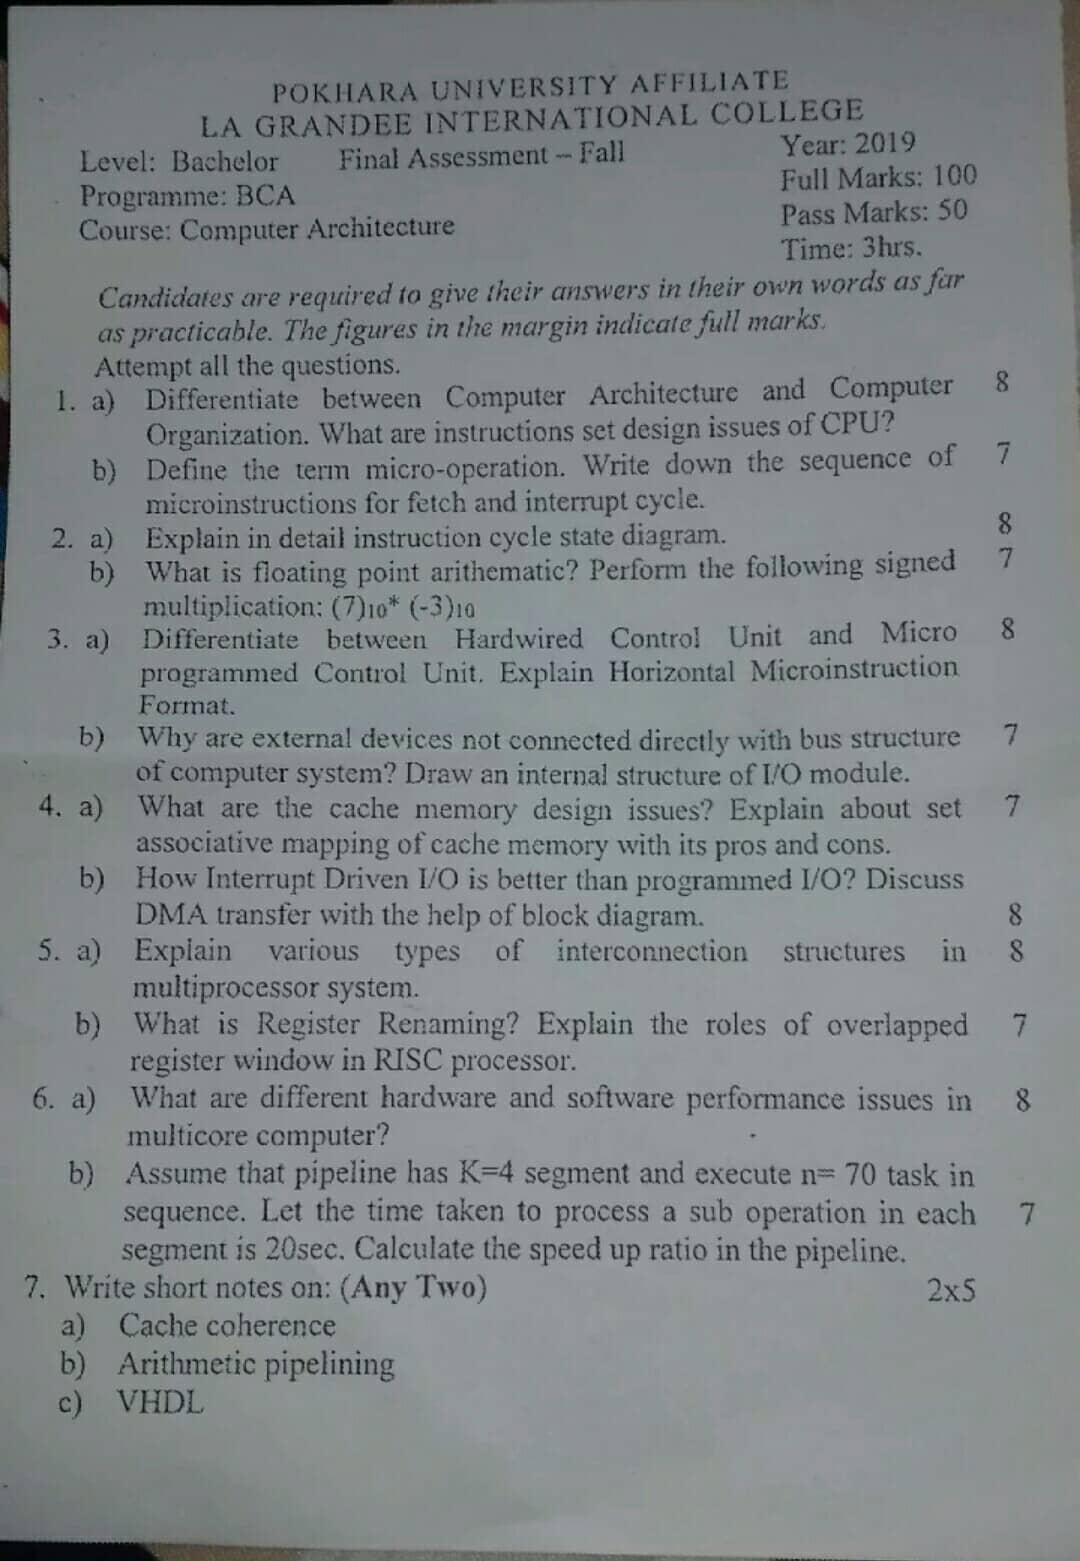 POKHARA UNIVERSITY AFFILIATE
LA GRANDEE INTERNATIONAL COLLEGE
Level: Bachelor Final Assessment – Fall Year: 2019
Programme: BCA Full Marks: 100
Course: Computer Architecture Pass Marks: 50
Time: 3hrs.
Candidates are required to give their answers in their own words as far
as practicable. The figures in the margin indicate full marks.
Attempt all the questions.
1. a) Differentiate between Computer Architecture and Computer 8
Organization. What are instructions set design issues of CPU?
b) Define the term micro-operation. Write down the sequence of 7
microinstructions for fetch and interrupt cycle.
2. a) Explain in detail instruction cycle state diagram. 8
b) What is floating point arithematic? Perform the following signed 7
multiplication: (7)10* (-3)10
3. a) Differentiate between Hardwired Control Unit and Micro 8
programmed Control Unit. Explain Horizontal Microinstruction
Format.
b) Why are external devices not connected directly with bus structure 7
of computer system? Draw an internal structure of I/O module.
4. a) What are the cache memory design issues? Explain about set 7
associative mapping of cache memory with its pros and cons.
b) How Interrupt Driven I/O is better than programmed I/O? Discuss
DMA transfer with the help of block diagram. 8
5. a) Explain various types of interconnection structures in 8
multiprocessor system.
b) What is Register Renaming? Explain the roles of overlapped 7
register window in RISC processor.
6. a) What are different hardware and software performance issues in 8
multicore computer?
b) Assume that pipeline has K=4 segment and execute n= 70 task in
sequence. Let the time taken to process a sub operation in each 7
segment is 20sec. Calculate the speed up ratio in the pipeline.
7. Write short notes on: (Any Two) 2x5
a) Cache coherence
b) Arithmetic pipelining
c) VHDL